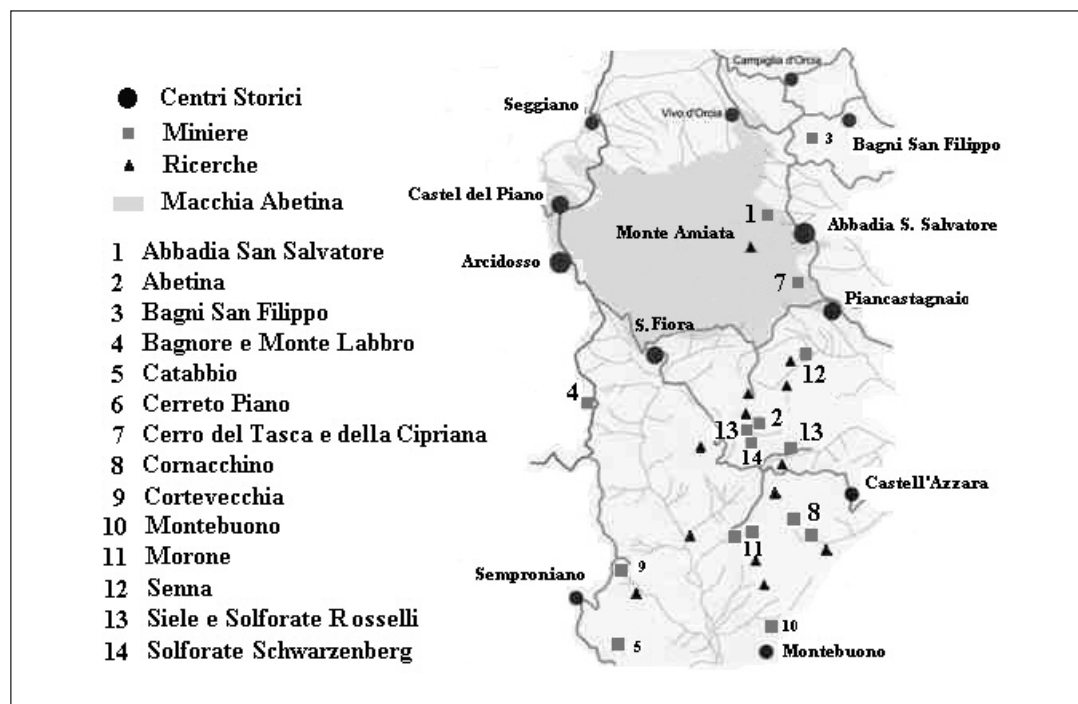 Centri Storici
Miniere
Ricerche
Macchia Abetina
1 Abbadia San Salvatore
2 Abetina
3 Bagni San Filippo
4 Bagnore e Monte Labbro
5 Catabbio
6 Cerreto Piano
7 Cerro del Tasca e della Cipriana
8 Cornacchino
9 Cortevecchia
10 Montebuono
11 Morone
12 Senna
13 Siele e Solforate Rosselli
14 Solforate Schwarzenberg
Campiglia d'Orcia
Seggiano
Vivo d'Orcia
3
Bagni San Filippo
Castel del Piano
1
Abbadia S. Salvatore
Monte Amiata
Arcidosso
7
Piancastagnaio
S. Fiora
12
4
2
13
13
14
Castell'Azzara
8
11
9
Semproniano
10
5
Montebuono